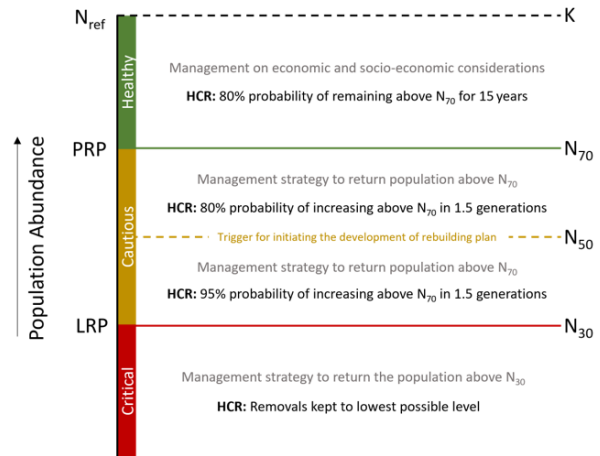 N_ref K
Healthy
Management on economic and socio-economic considerations
HCR: 80% probability of remaining above N70 for 15 years
PRP N70
Population Abundance
Cautious
Management strategy to return population above N70
HCR: 80% probability of increasing above N70 in 1.5 generations
Trigger for initiating the development of rebuilding plan N50
Management strategy to return population above N70
HCR: 95% probability of increasing above N70 in 1.5 generations
LRP N30
Critical
Management strategy to return the population above N30
HCR: Removals kept to lowest possible level